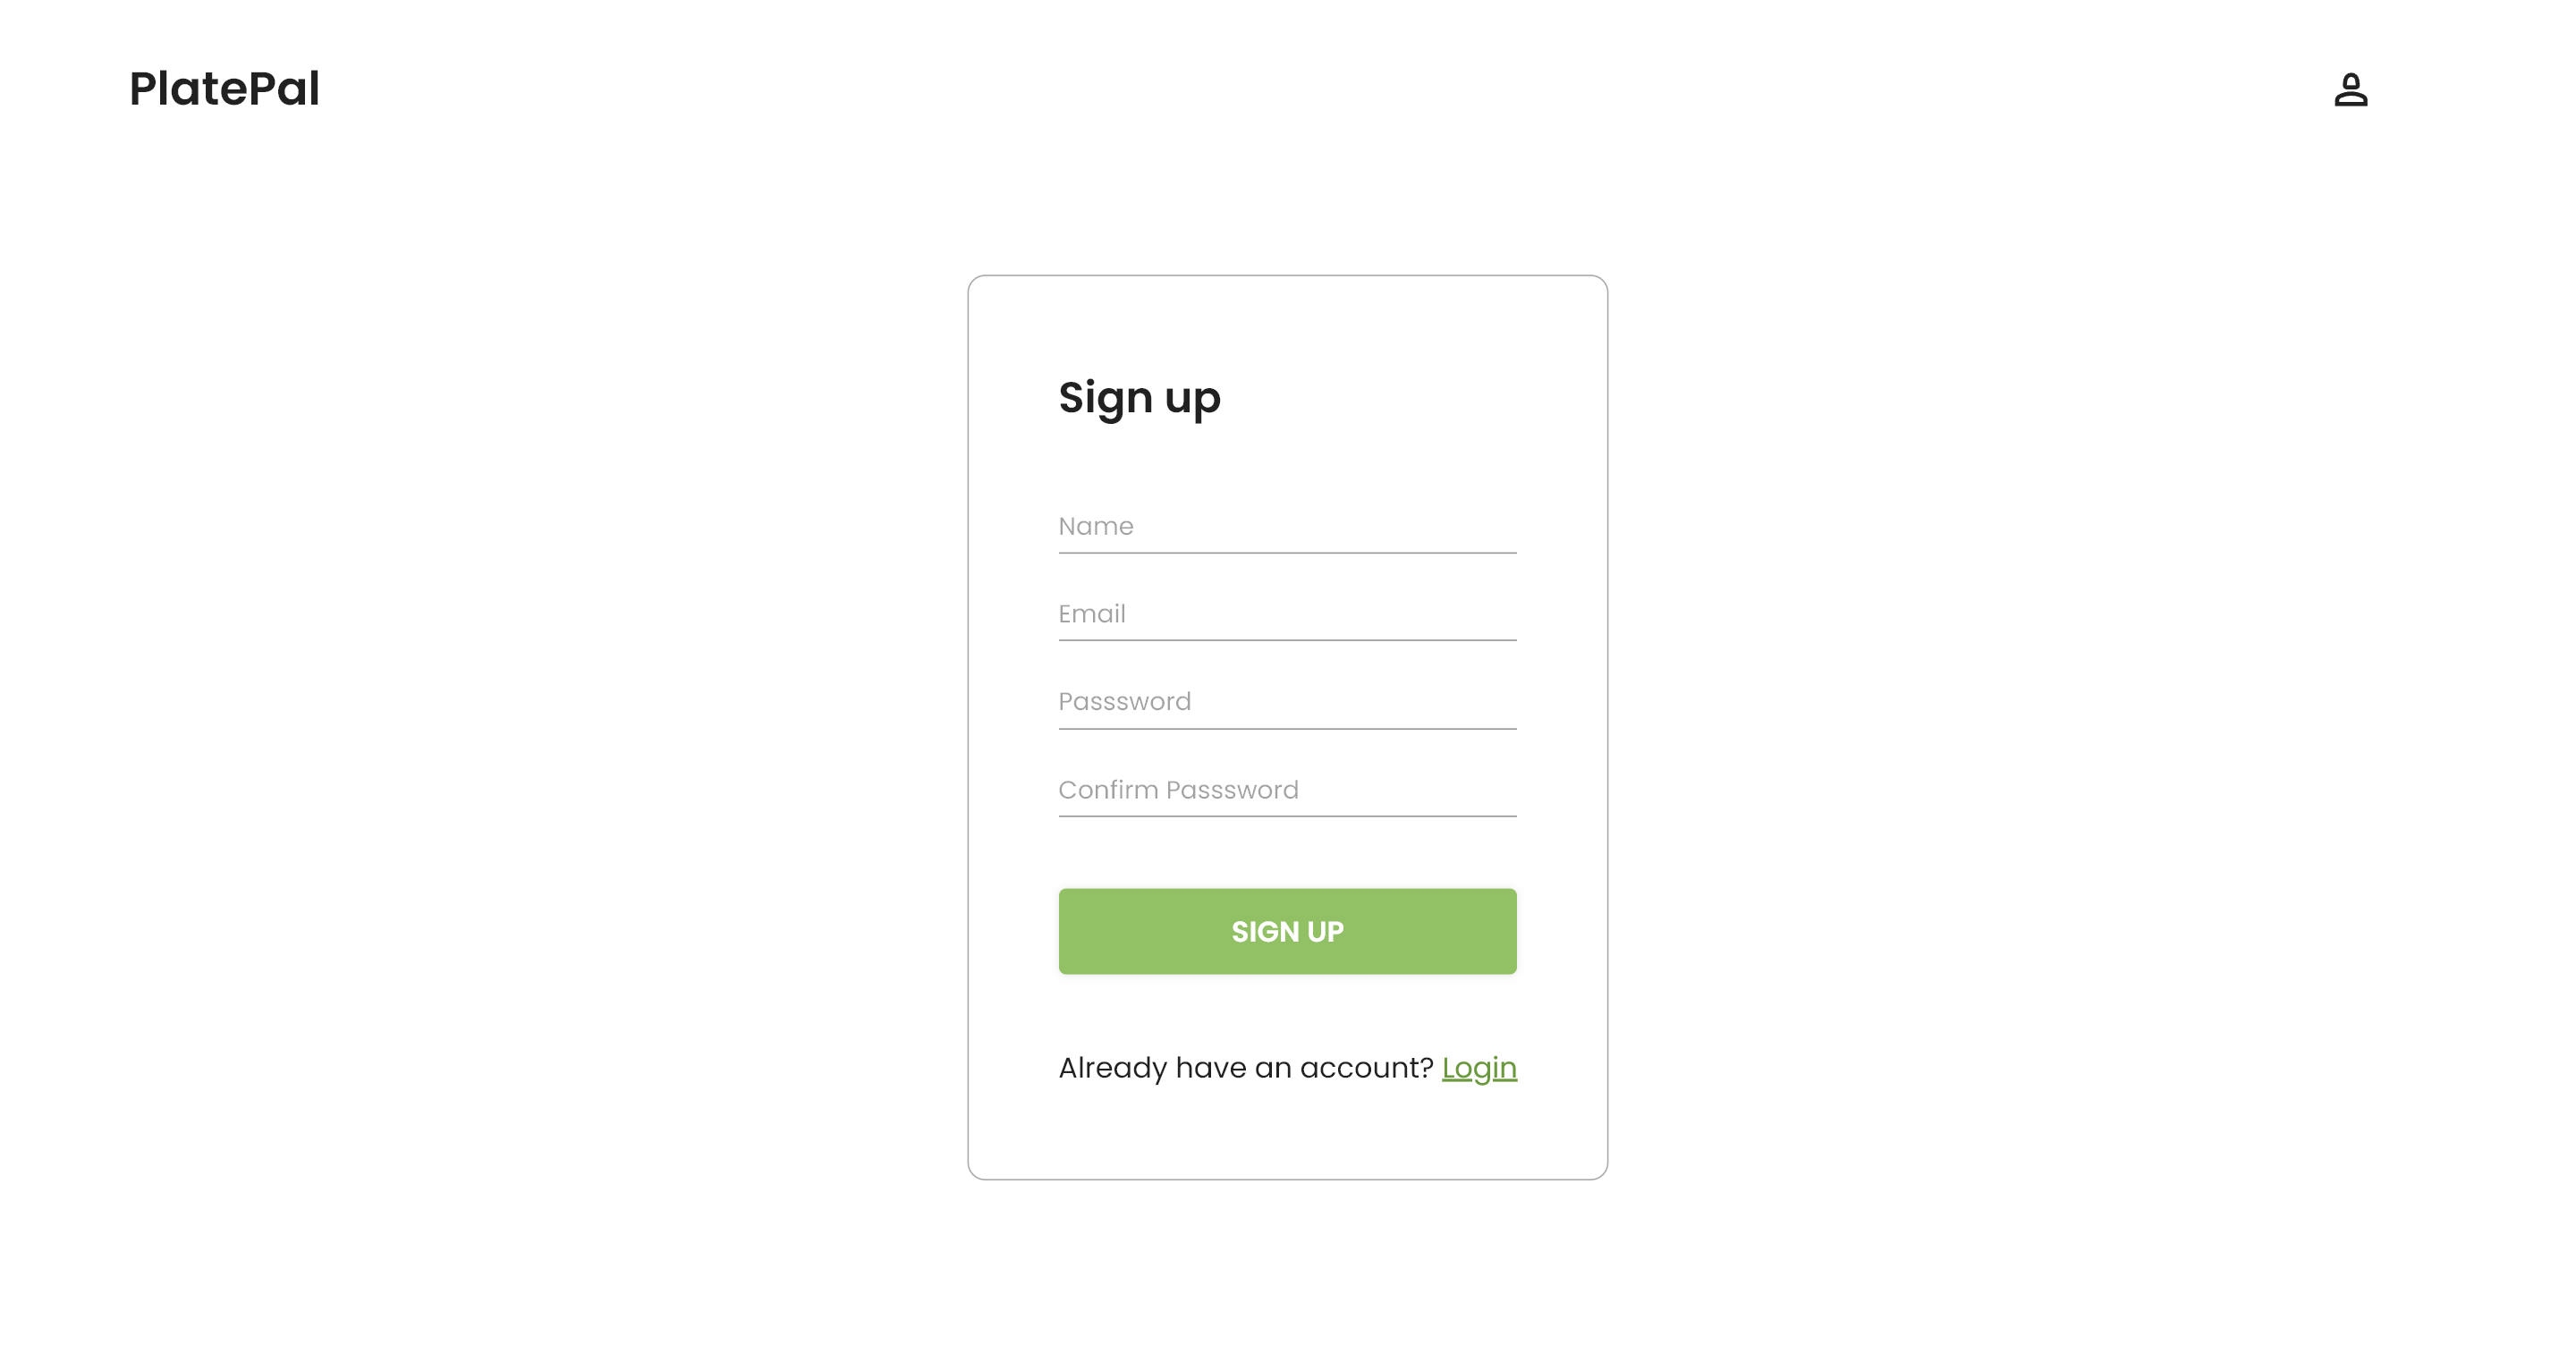 PlatePal
Sign up
Name
Email
Passsword
Confirm Passsword
SIGN UP
Already have an account? Login